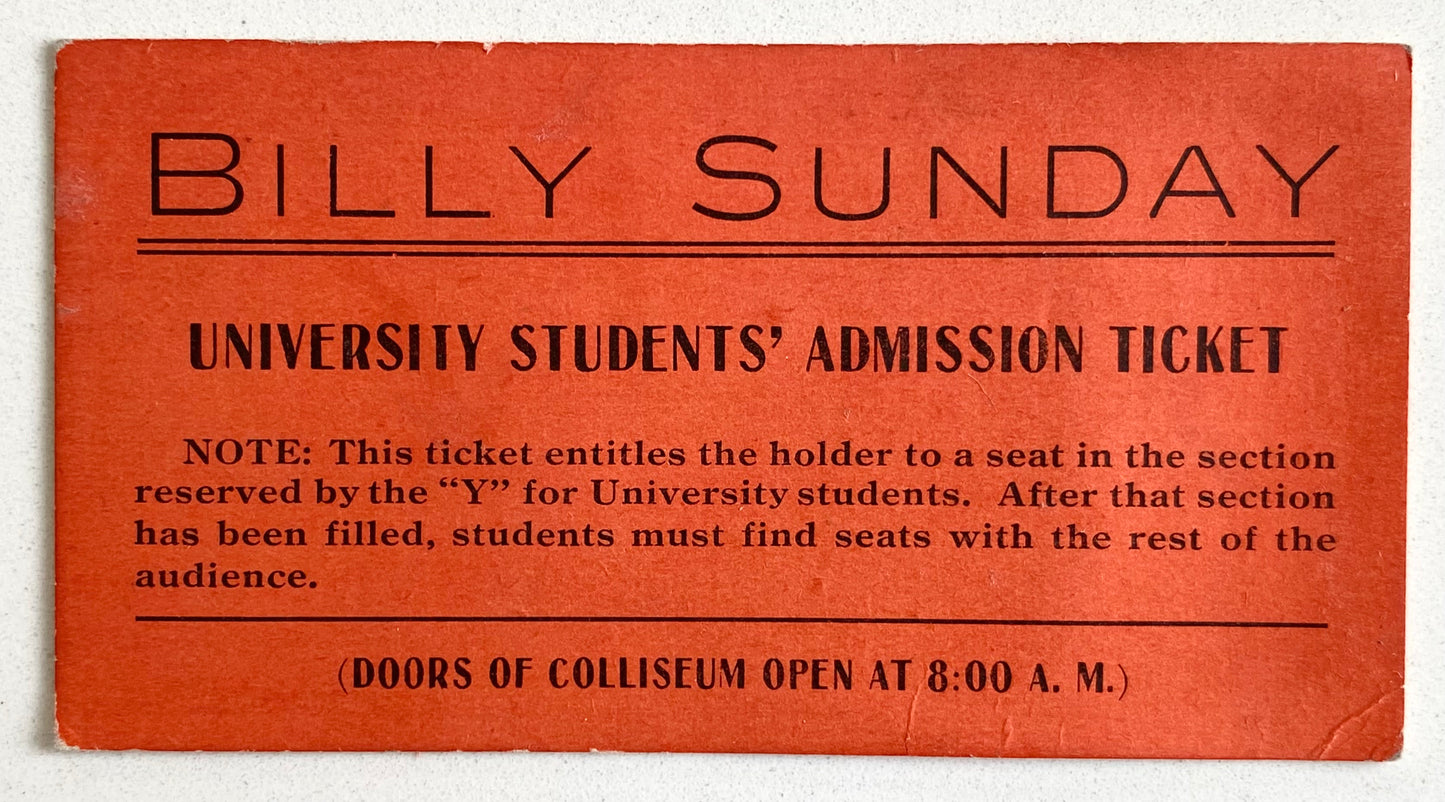 BILLY SUNDAY
UNIVERSITY STUDENTS’ ADMISSION TICKET
NOTE: This ticket entitles the holder to a seat in the section
reserved by the “Y” for University students. After that section
has been filled, students must find seats with the rest of the
audience.
(DOORS OF COLLISEUM OPEN AT 8:00 A. M.)